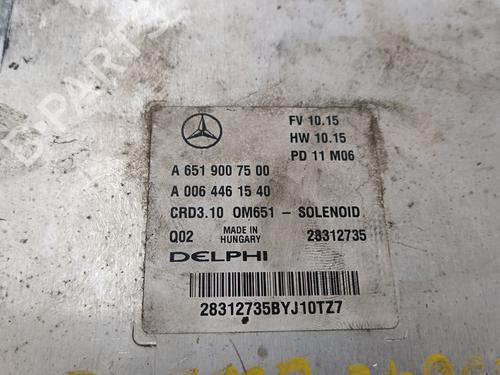 B-PARTS
FV 10.15
HW 10.15
PD 11 M06
A 651 900 75 00
A 006 446 15 40
CRD3.10 OM651 - SOLENOID
Q02 MADE IN HUNGARY 28312735
DELPHI
28312735BYJ10TZ7